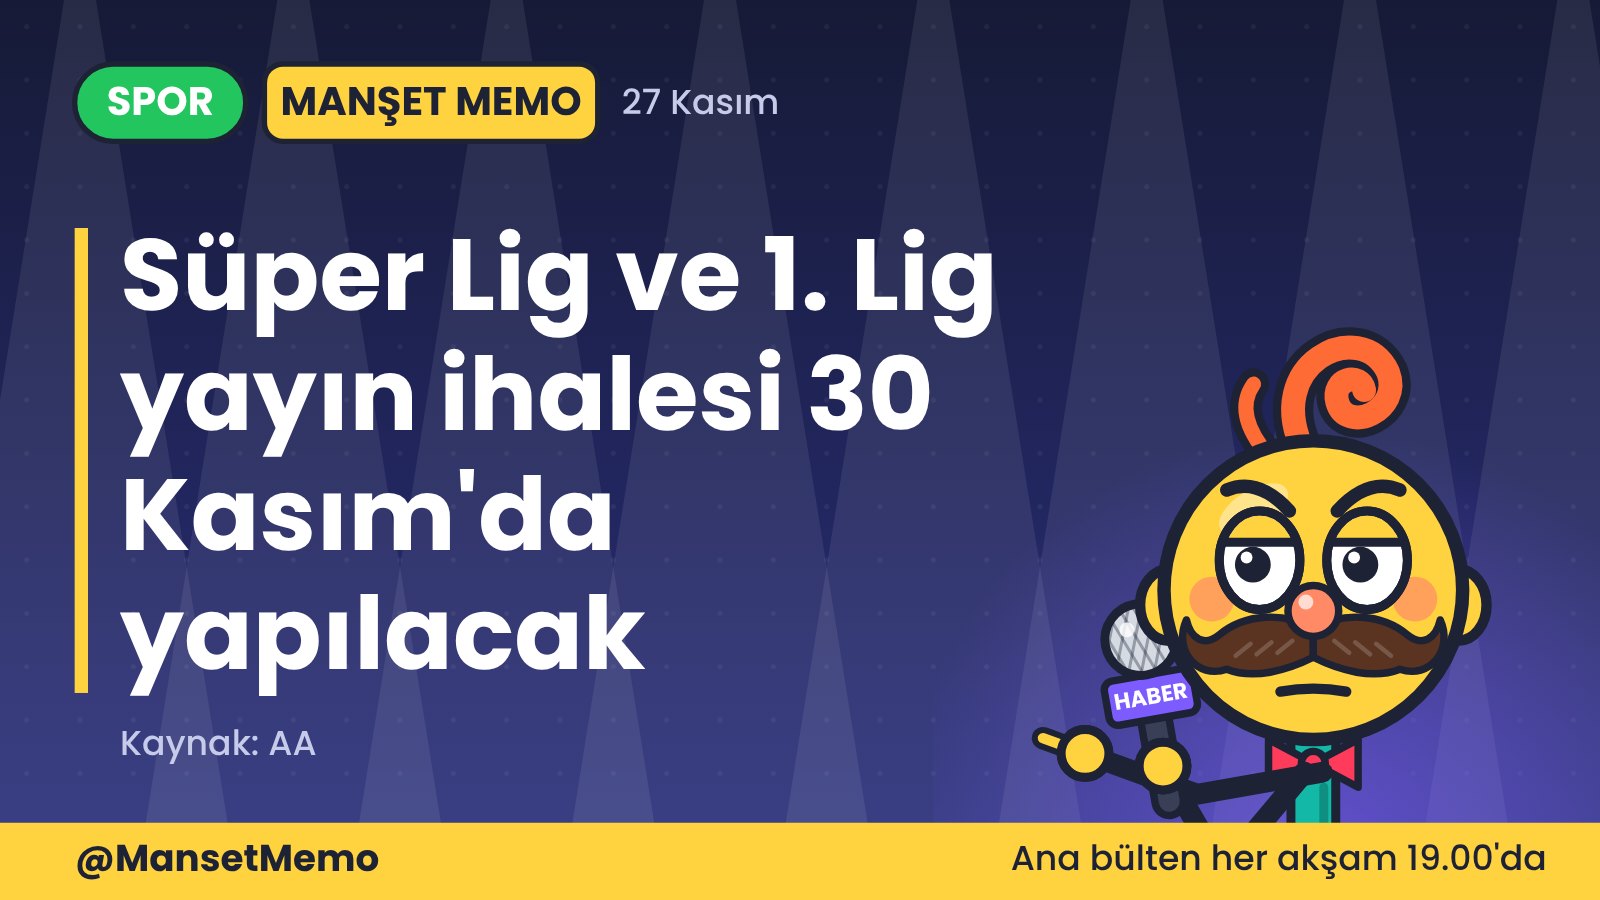 SPOR
MANŞET MEMO
27 Kasım
Süper Lig ve 1. Lig
yayın ihalesi 30
Kasım'da
yapılacak
Kaynak: AA
HABER
@MansetMemo
Ana bülten her akşam 19.00'da